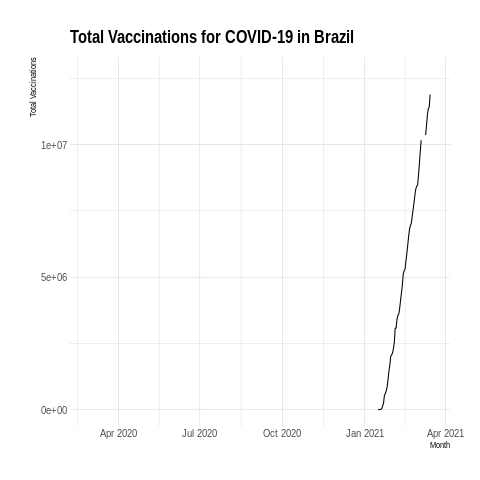 Total Vaccinations for COVID-19 in Brazil
Total Vaccinations
1e+07
5e+06
0e+00
Apr 2020 Jul 2020 Oct 2020 Jan 2021 Apr 2021
Month